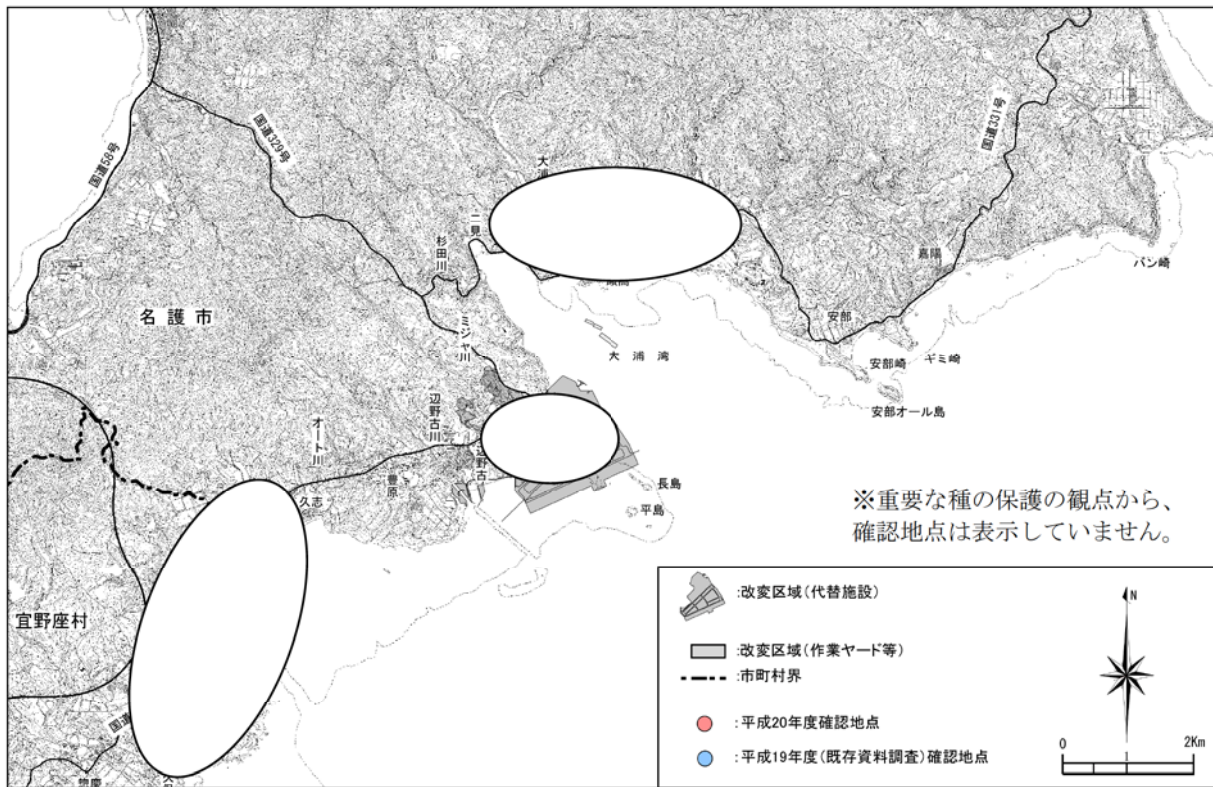 国道58号
国道329号
国道331号
大浦
二見
杉田川
ミジャ川
名護市
嘉陽
バン崎
安部
安部崎
ギミ崎
安部オール島
大浦湾
辺野古川
辺野古
オート川
豊原
久志
長島
平島
宜野座村
国道
惣慶
※重要な種の保護の観点から、
確認地点は表示していません。
:改変区域(代替施設)
:改変区域(作業ヤード等)
:市町村界
:平成20年度確認地点
:平成19年度(既存資料調査)確認地点
N
0 1 2Km